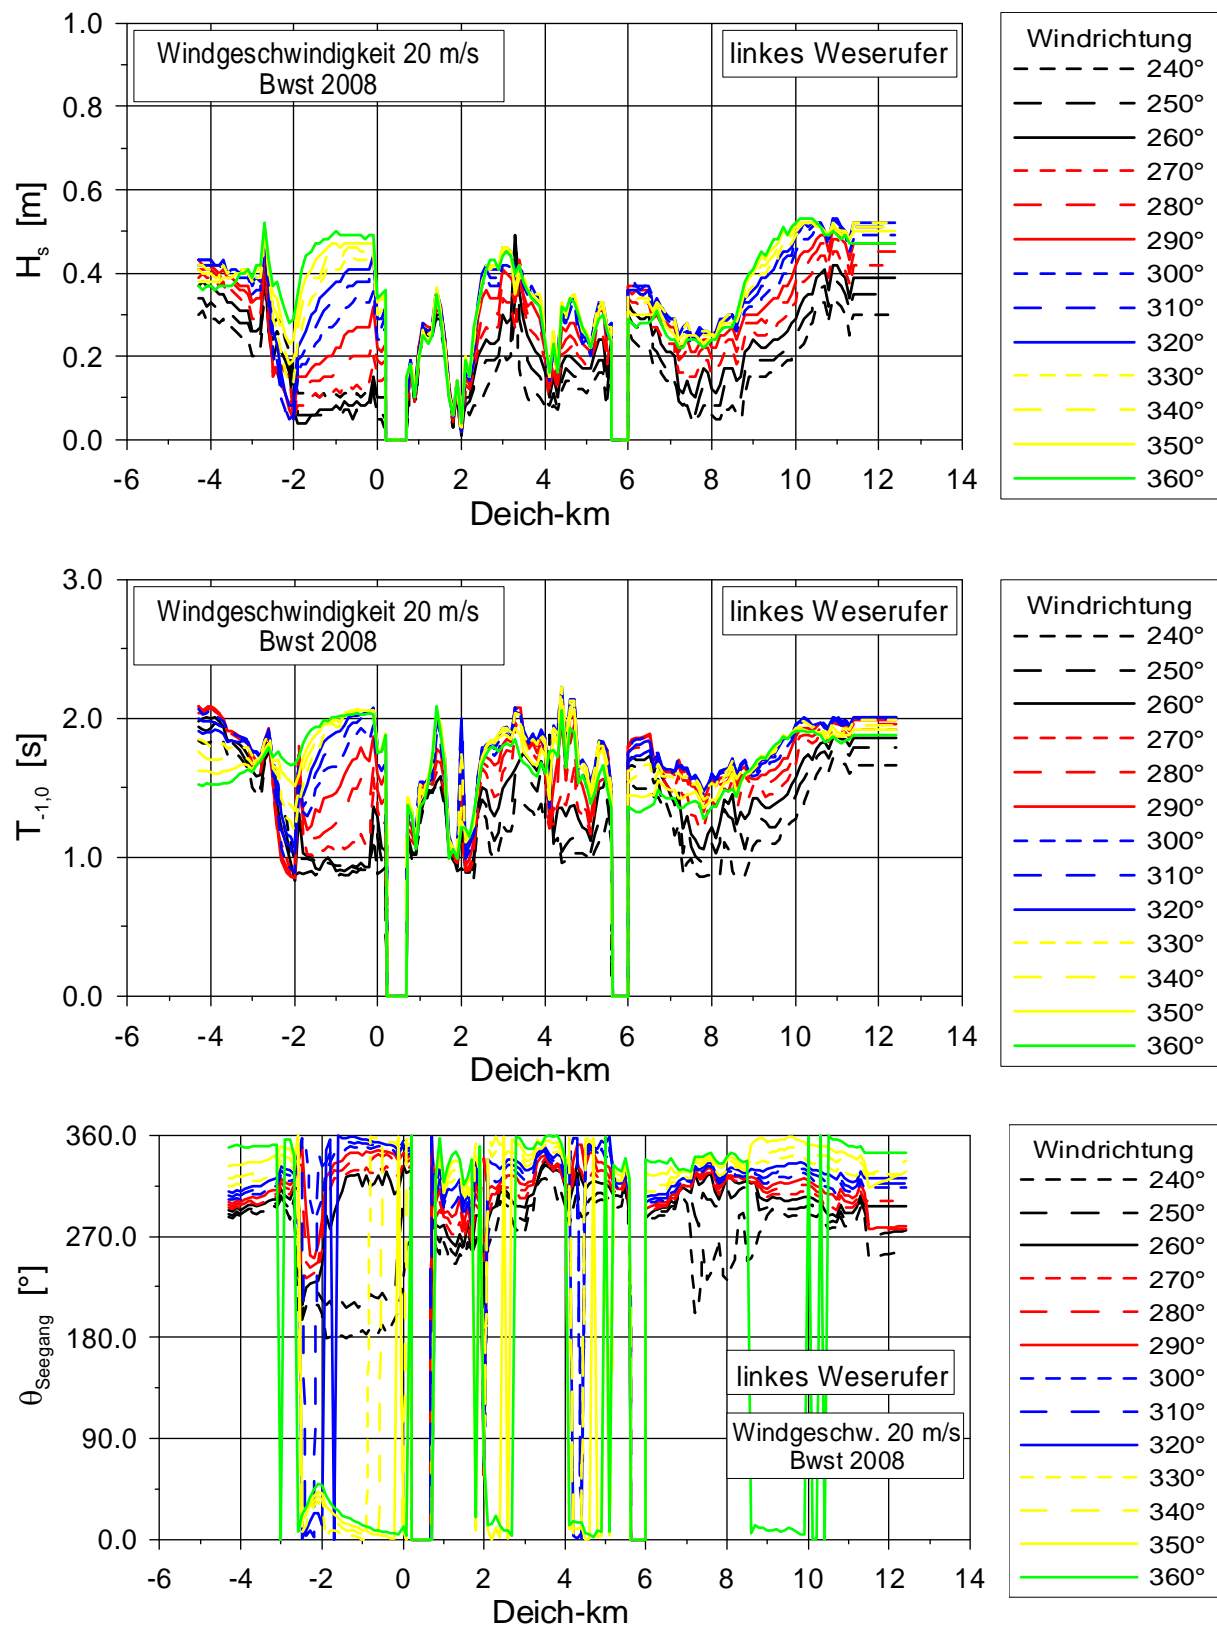 Windgeschwindigkeit 20 m/s
Bwst 2008
linkes Weserufer
H_s [m]
1.0
0.8
0.6
0.4
0.2
0.0
-6 -4 -2 0 2 4 6 8 10 12 14
Deich-km
Windrichtung
240°
250°
260°
270°
280°
290°
300°
310°
320°
330°
340°
350°
360°
Windgeschwindigkeit 20 m/s
Bwst 2008
linkes Weserufer
T_-1,0 [s]
3.0
2.0
1.0
0.0
-6 -4 -2 0 2 4 6 8 10 12 14
Deich-km
Windrichtung
240°
250°
260°
270°
280°
290°
300°
310°
320°
330°
340°
350°
360°
θ_Seegang [°]
360.0
270.0
180.0
90.0
0.0
linkes Weserufer
Windgeschw. 20 m/s
Bwst 2008
-6 -4 -2 0 2 4 6 8 10 12 14
Deich-km
Windrichtung
240°
250°
260°
270°
280°
290°
300°
310°
320°
330°
340°
350°
360°